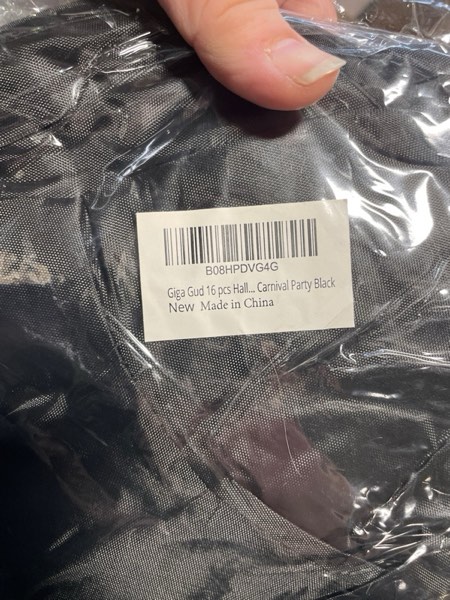 B08HPDVG4G
Giga Gud 16 pcs Hall... Carnival Party Black
New Made in China